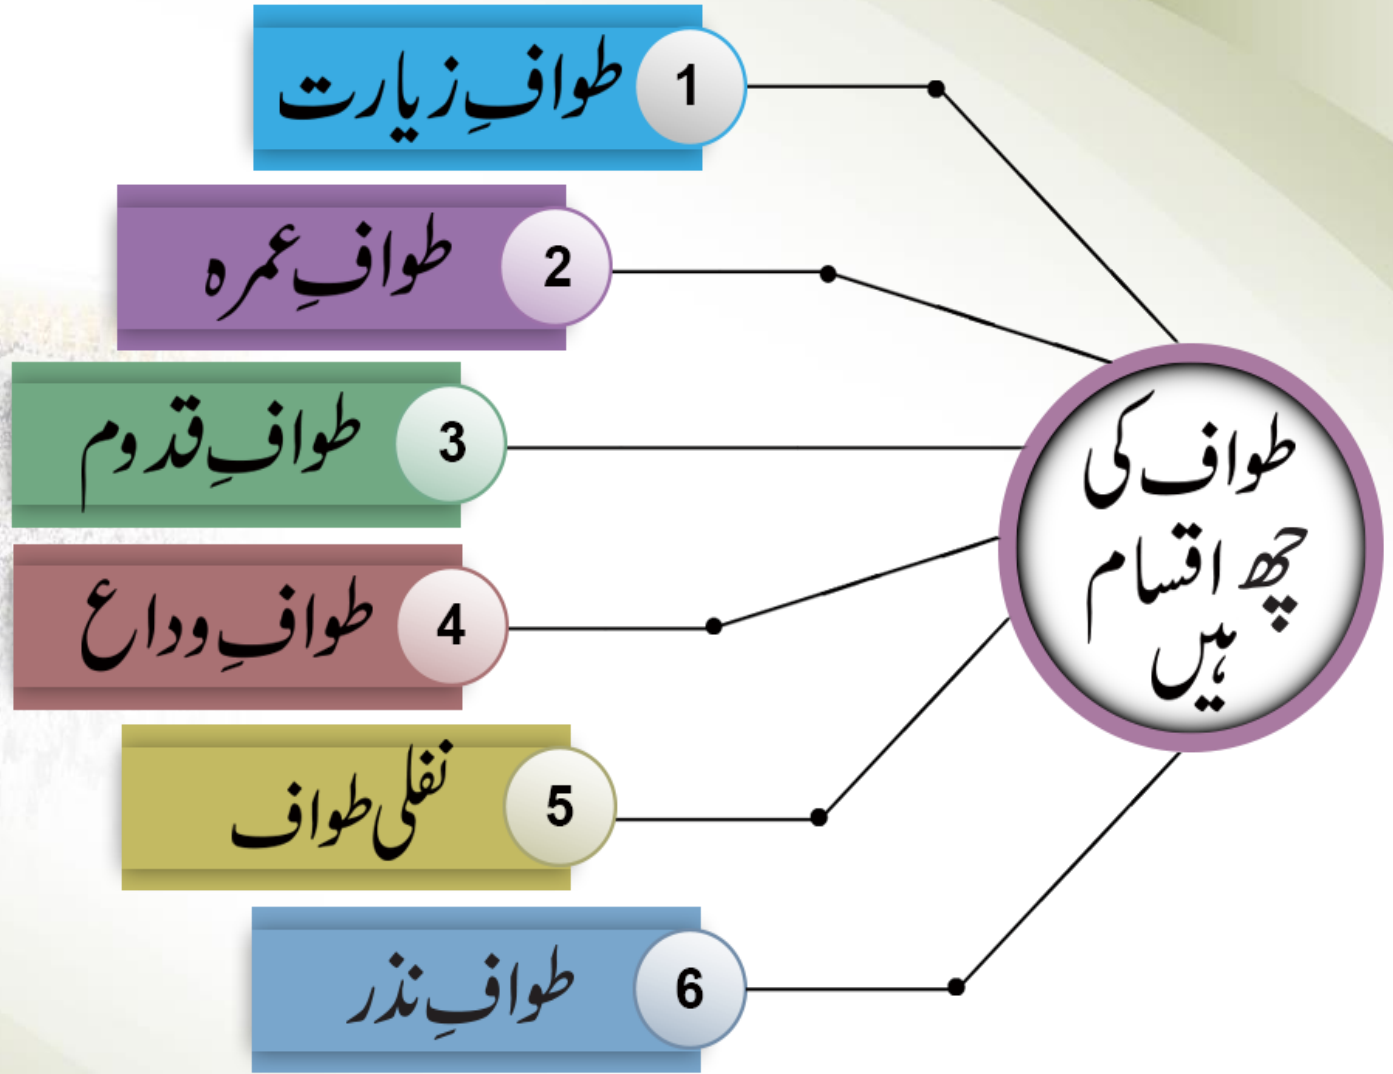 طواف کی
چھ اقسام
ہیں
1 طوافِ زیارت
2 طوافِ عمرہ
3 طوافِ قدوم
4 طوافِ وداع
5 نفلی طواف
6 طوافِ نذر